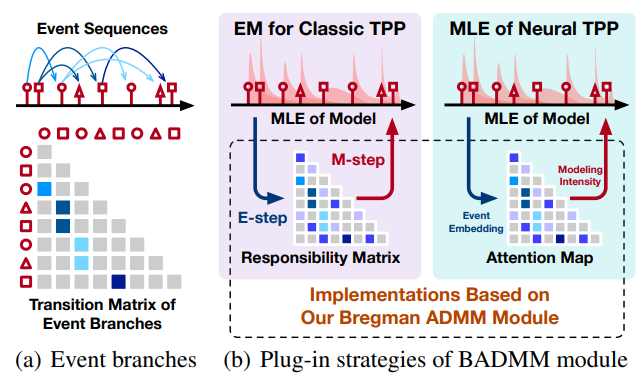 Event Sequences
Transition Matrix of
Event Branches
(a) Event branches
EM for Classic TPP
MLE of Model
E-step
M-step
Responsibility Matrix
MLE of Neural TPP
MLE of Model
Event
Embedding
Modeling
Intensity
Attention Map
Implementations Based on
Our Bregman ADMM Module
(b) Plug-in strategies of BADMM module